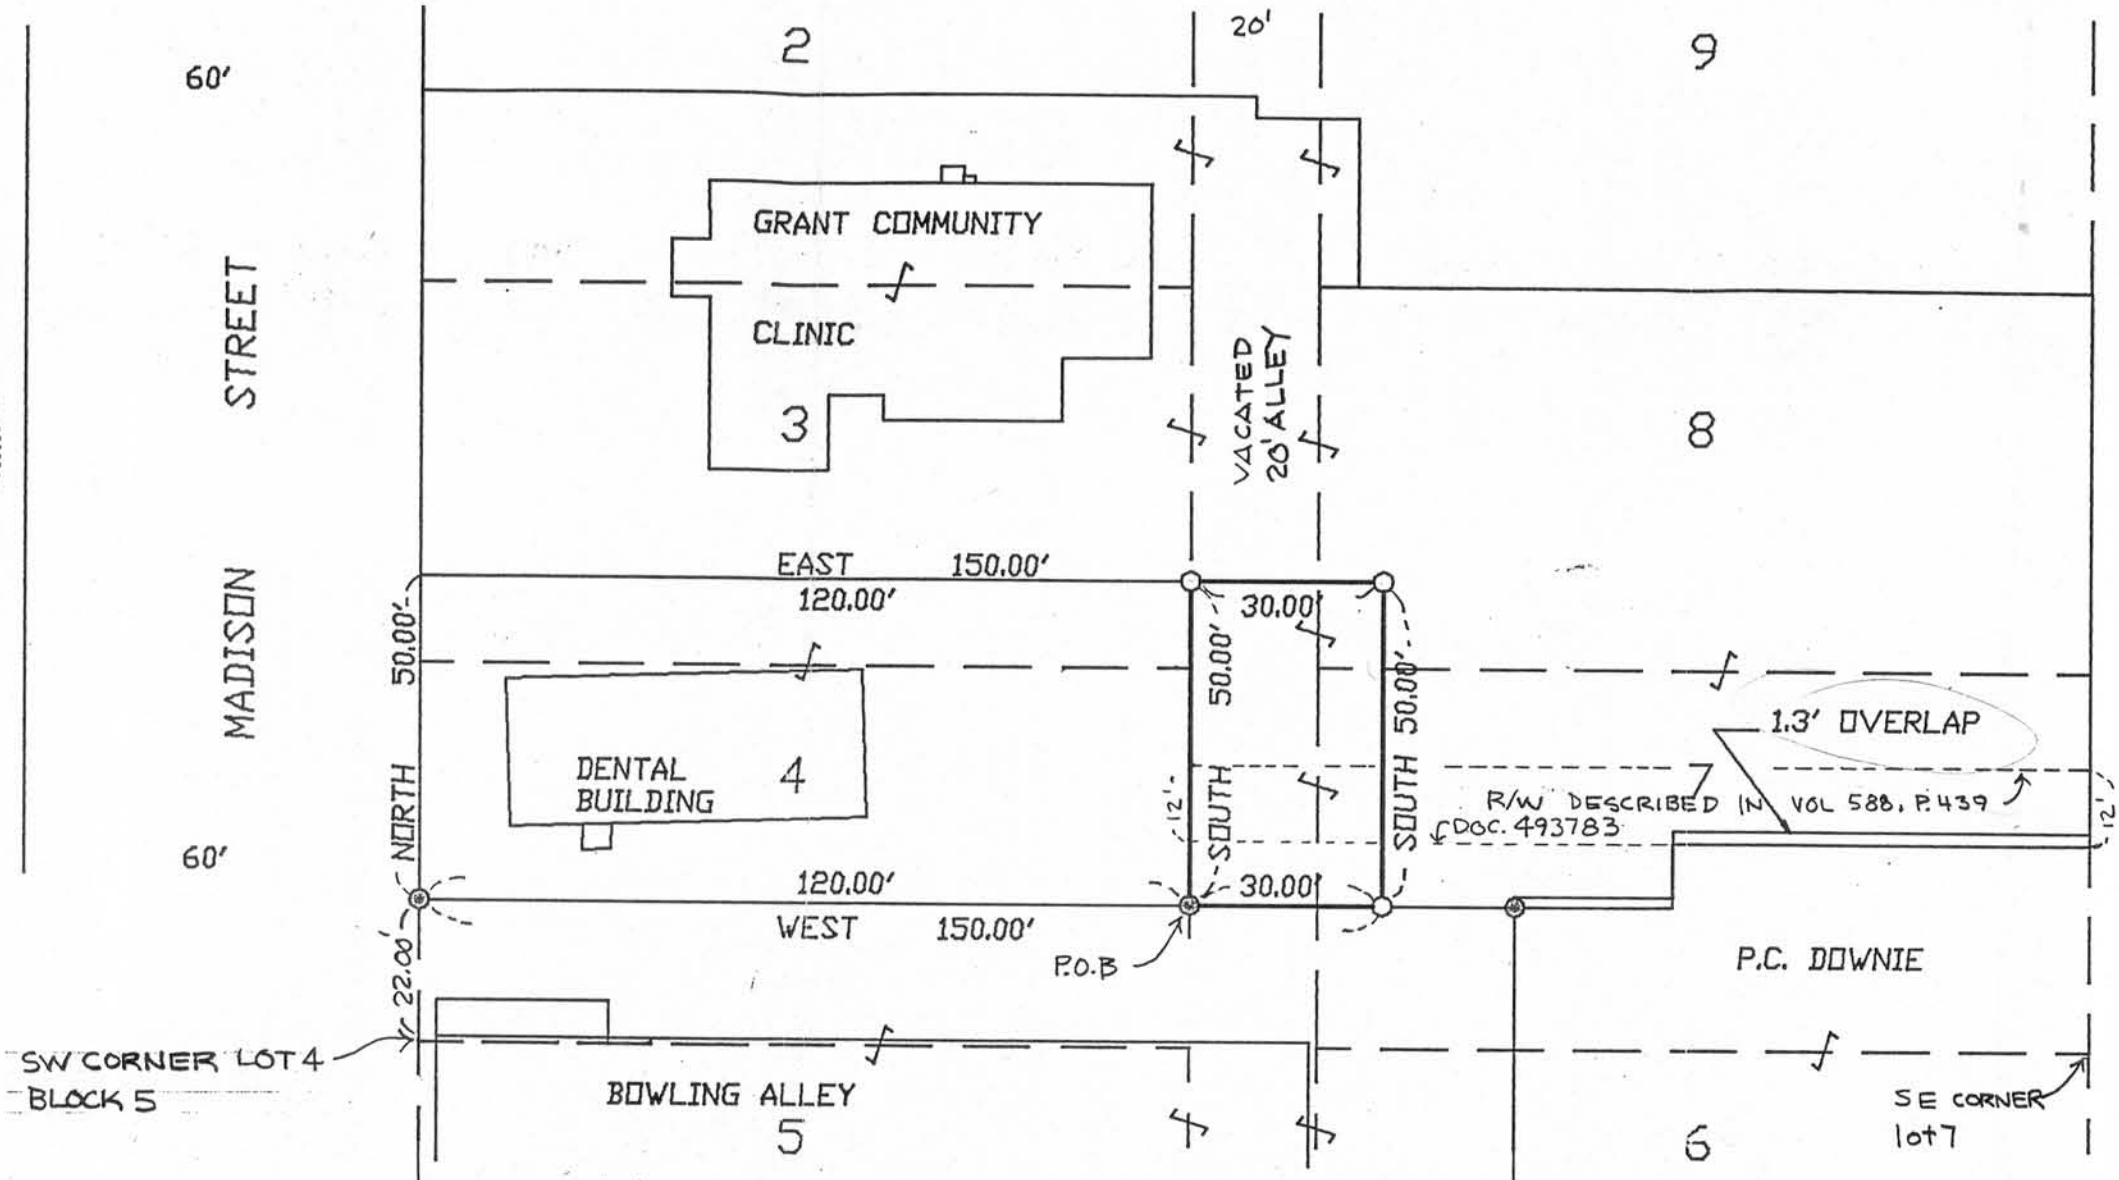 2
20'
9
60'
GRANT COMMUNITY
CLINIC
3
STREET
MADISON
VACATED
20' ALLEY
8
EAST 150.00'
120.00'
30.00'
50.00'
NORTH
50.00'
SOUTH
50.00'
SOUTH
1.3' OVERLAP
DENTAL
BUILDING
4
12'
R/W DESCRIBED IN VOL 588, P.439
DOC. 493783
12'
60'
120.00'
WEST 150.00'
30.00'
P.O.B
P.C. DOWNIE
22.00'
SW CORNER LOT 4
BLOCK 5
BOWLING ALLEY
5
6
SE CORNER
lot 7